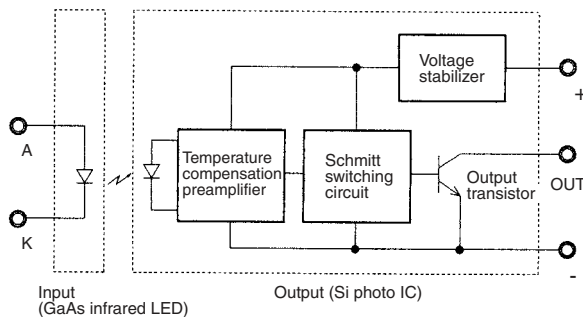 Voltage
stabilizer
+
A
Temperature
compensation
preamplifier
Schmitt
switching
circuit
Output
transistor
OUT
K
-
Input
(GaAs infrared LED)
Output (Si photo IC)